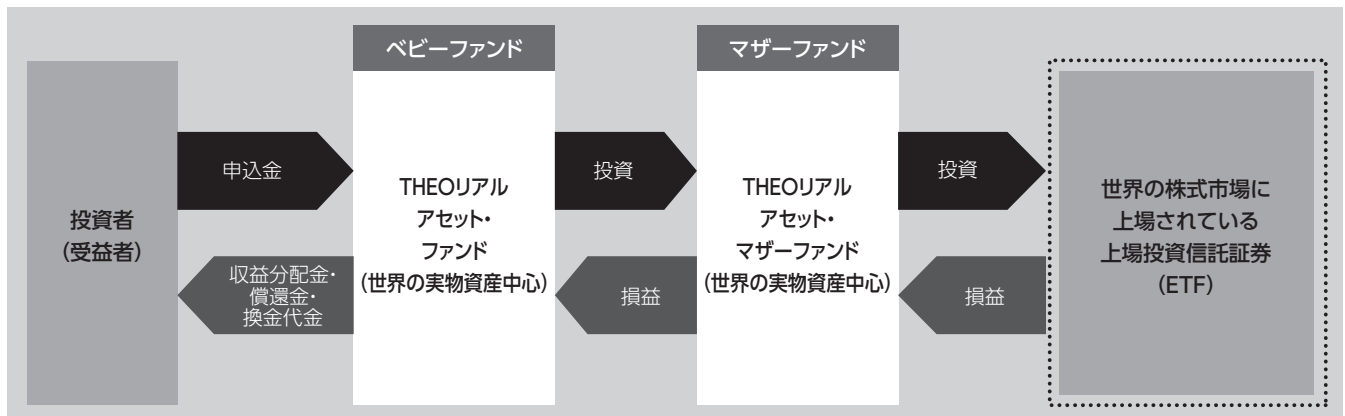 ベビーファンド
マザーファンド
投資者
(受益者)
申込金
収益分配金・
償還金・
換金代金
THEOリアル
アセット・
ファンド
(世界の実物資産中心)
投資
損益
THEOリアル
アセット・
マザーファンド
(世界の実物資産中心)
投資
損益
世界の株式市場に
上場されている
上場投資信託証券
(ETF)